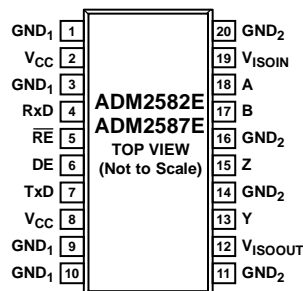 GND1 1
VCC 2
GND1 3
RxD 4
RE 5
DE 6
TxD 7
VCC 8
GND1 9
GND1 10
ADM2582E
ADM2587E
TOP VIEW
(Not to Scale)
20 GND2
19 VISOIN
18 A
17 B
16 GND2
15 Z
14 GND2
13 Y
12 VISOOUT
11 GND2